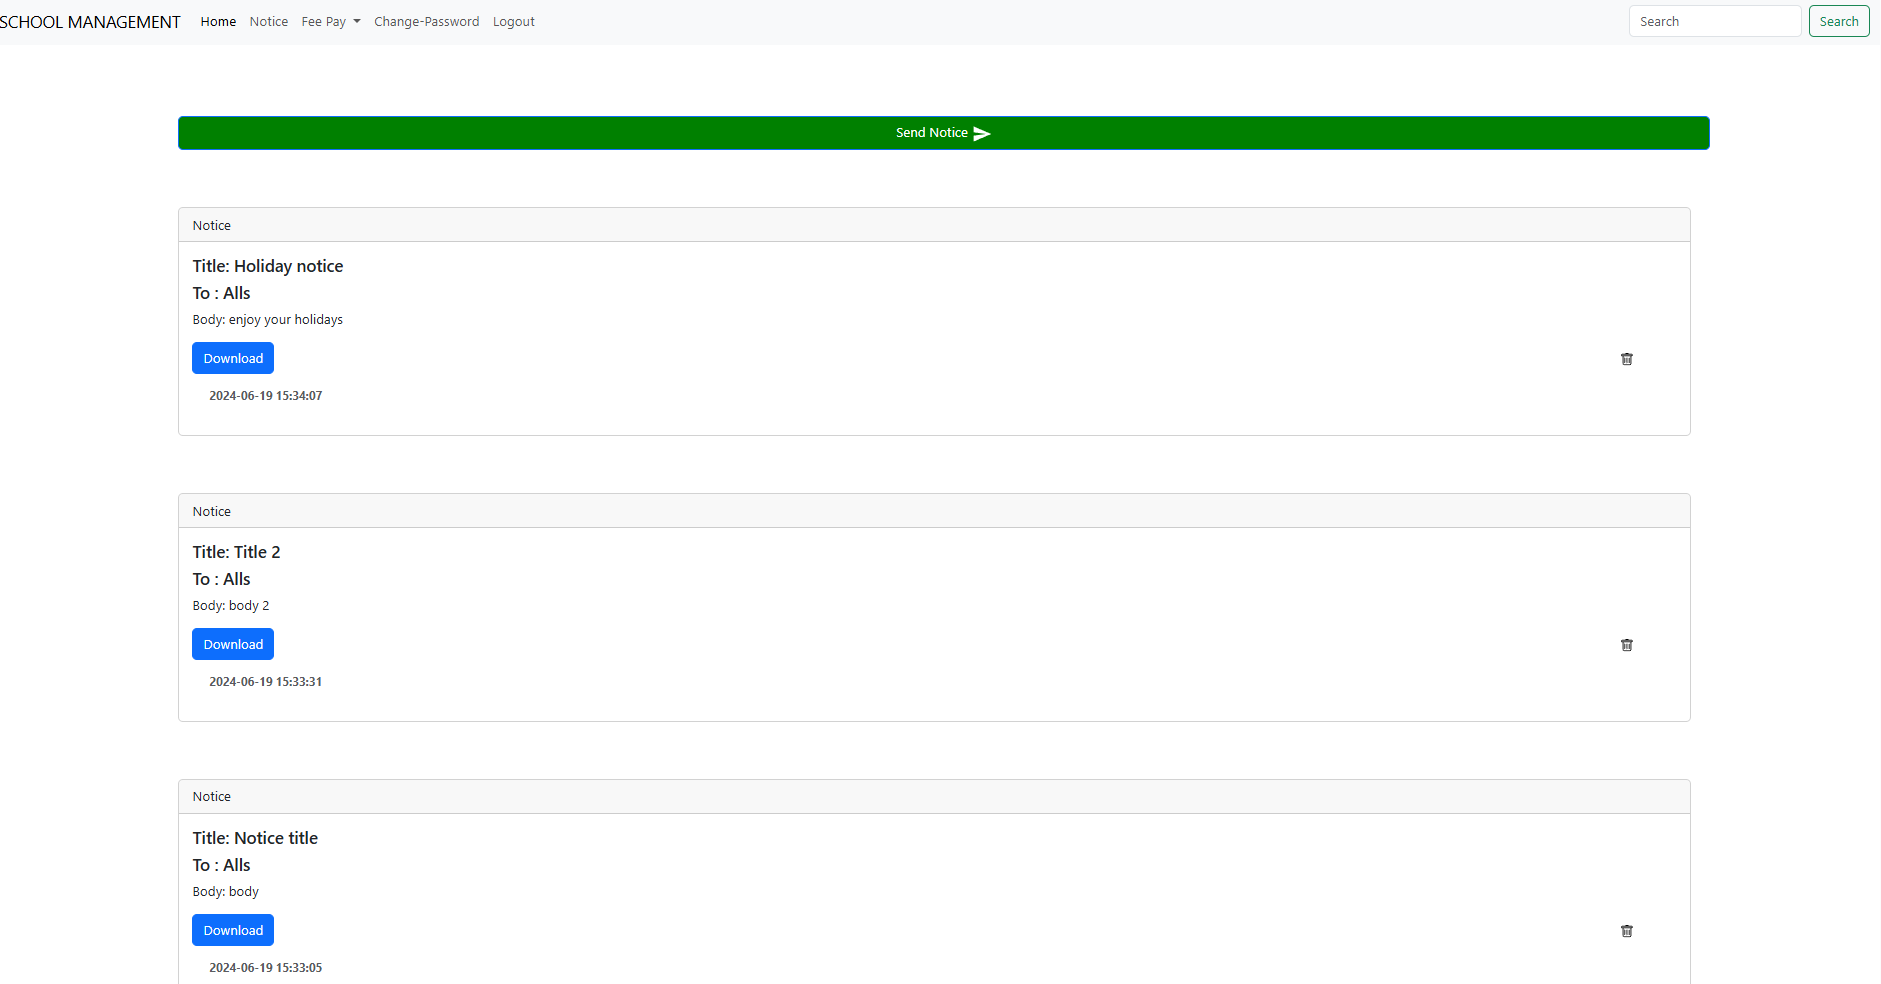 SCHOOL MANAGEMENT Home Notice Fee Pay Change-Password Logout Search Search
Send Notice
Notice
Title: Holiday notice
To : Alls
Body: enjoy your holidays
Download
2024-06-19 15:34:07
Notice
Title: Title 2
To : Alls
Body: body 2
Download
2024-06-19 15:33:31
Notice
Title: Notice title
To : Alls
Body: body
Download
2024-06-19 15:33:05